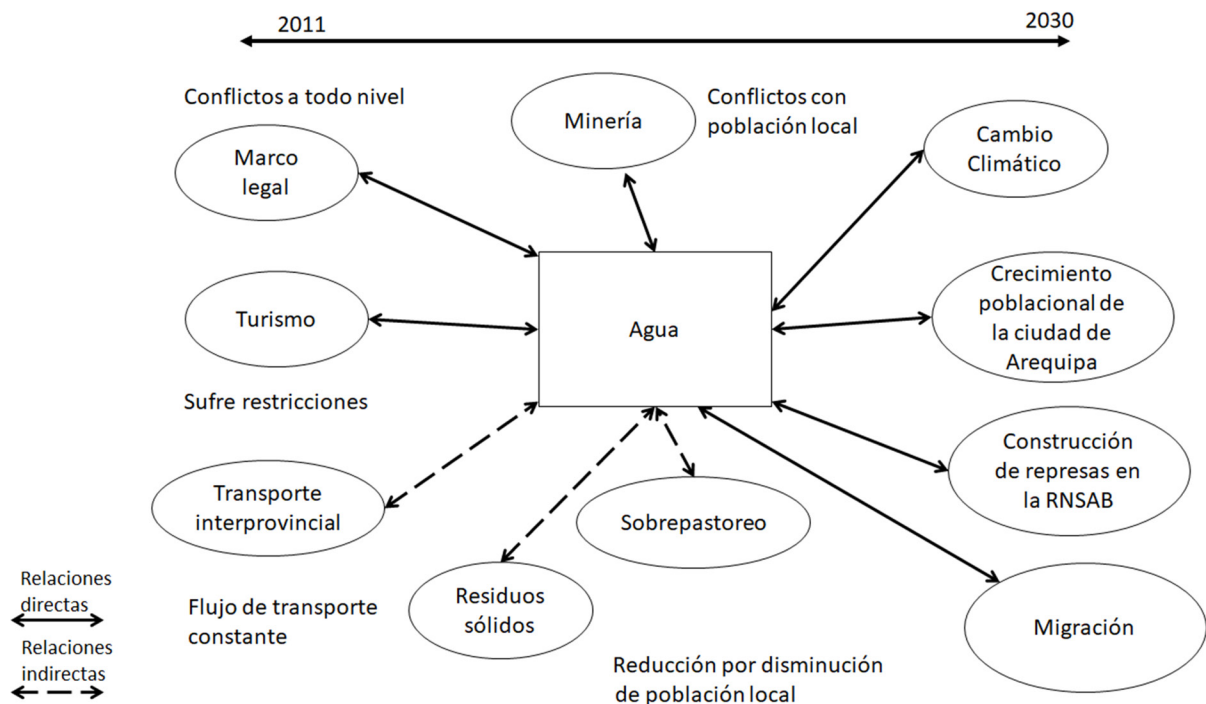 2011
2030
Conflictos a todo nivel
Minería
Conflictos con
población local
Marco
legal
Cambio
Climático
Turismo
Agua
Crecimiento
poblacional de
la ciudad de
Arequipa
Sufre restricciones
Transporte
interprovincial
Sobrepastoreo
Construcción
de represas en
la RNSAB
Relaciones
directas
Flujo de transporte
constante
Residuos
sólidos
Migración
Relaciones
indirectas
Reducción por disminución
de población local